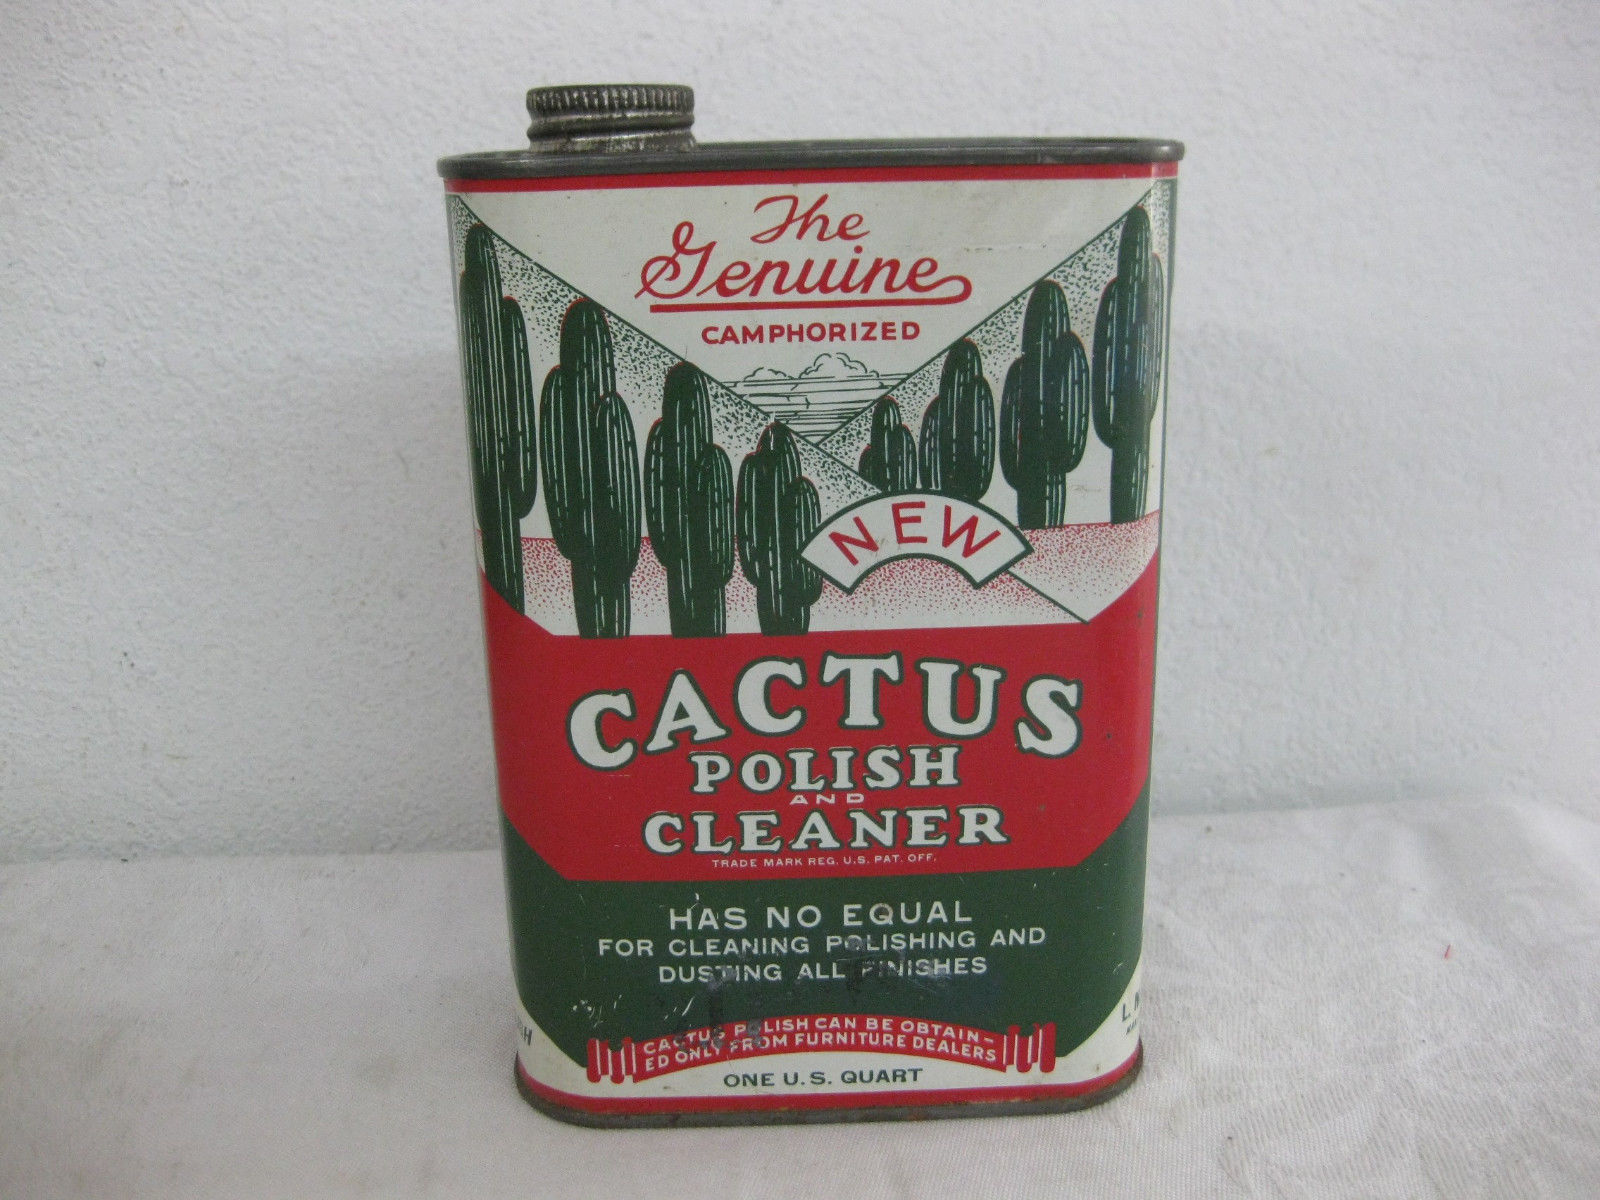 The
Genuine
CAMPHORIZED
NEW
CACTUS
POLISH
AND
CLEANER
TRADE MARK REG. U.S. PAT. OFF.
HAS NO EQUAL
FOR CLEANING POLISHING AND
DUSTING ALL FINISHES
CACTUS POLISH CAN BE OBTAIN-
ED ONLY FROM FURNITURE DEALERS
ONE U.S. QUART